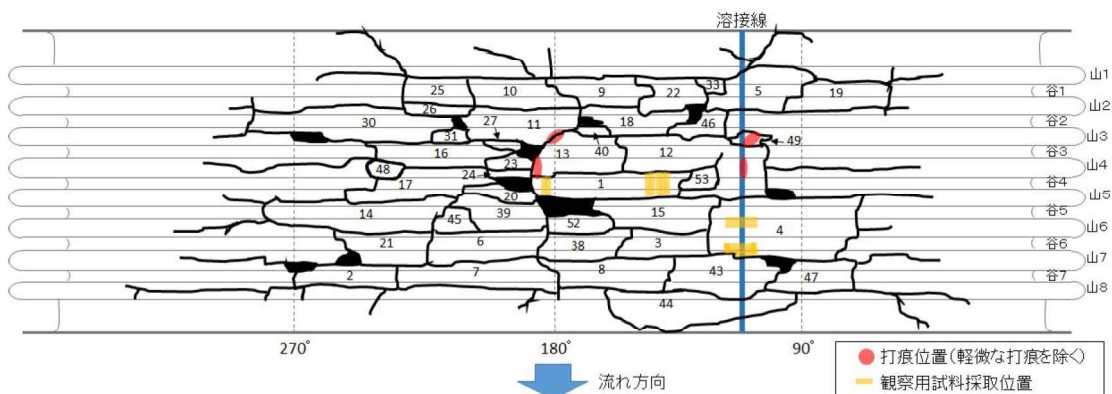 溶接線
山1
谷1
山2
谷2
山3
谷3
山4
谷4
山5
谷5
山6
谷6
山7
谷7
山8
33
25 10 9 22 5 19
26
30 27 11 18 46
31 40 49
16 13 12
23
48 24 53
17 1
20
14 39 15
45 52 4
21 6 38 3
2 7 8 43 47
44
270° 180° 90°
流れ方向
打痕位置(軽微な打痕を除く)
観察用試料採取位置